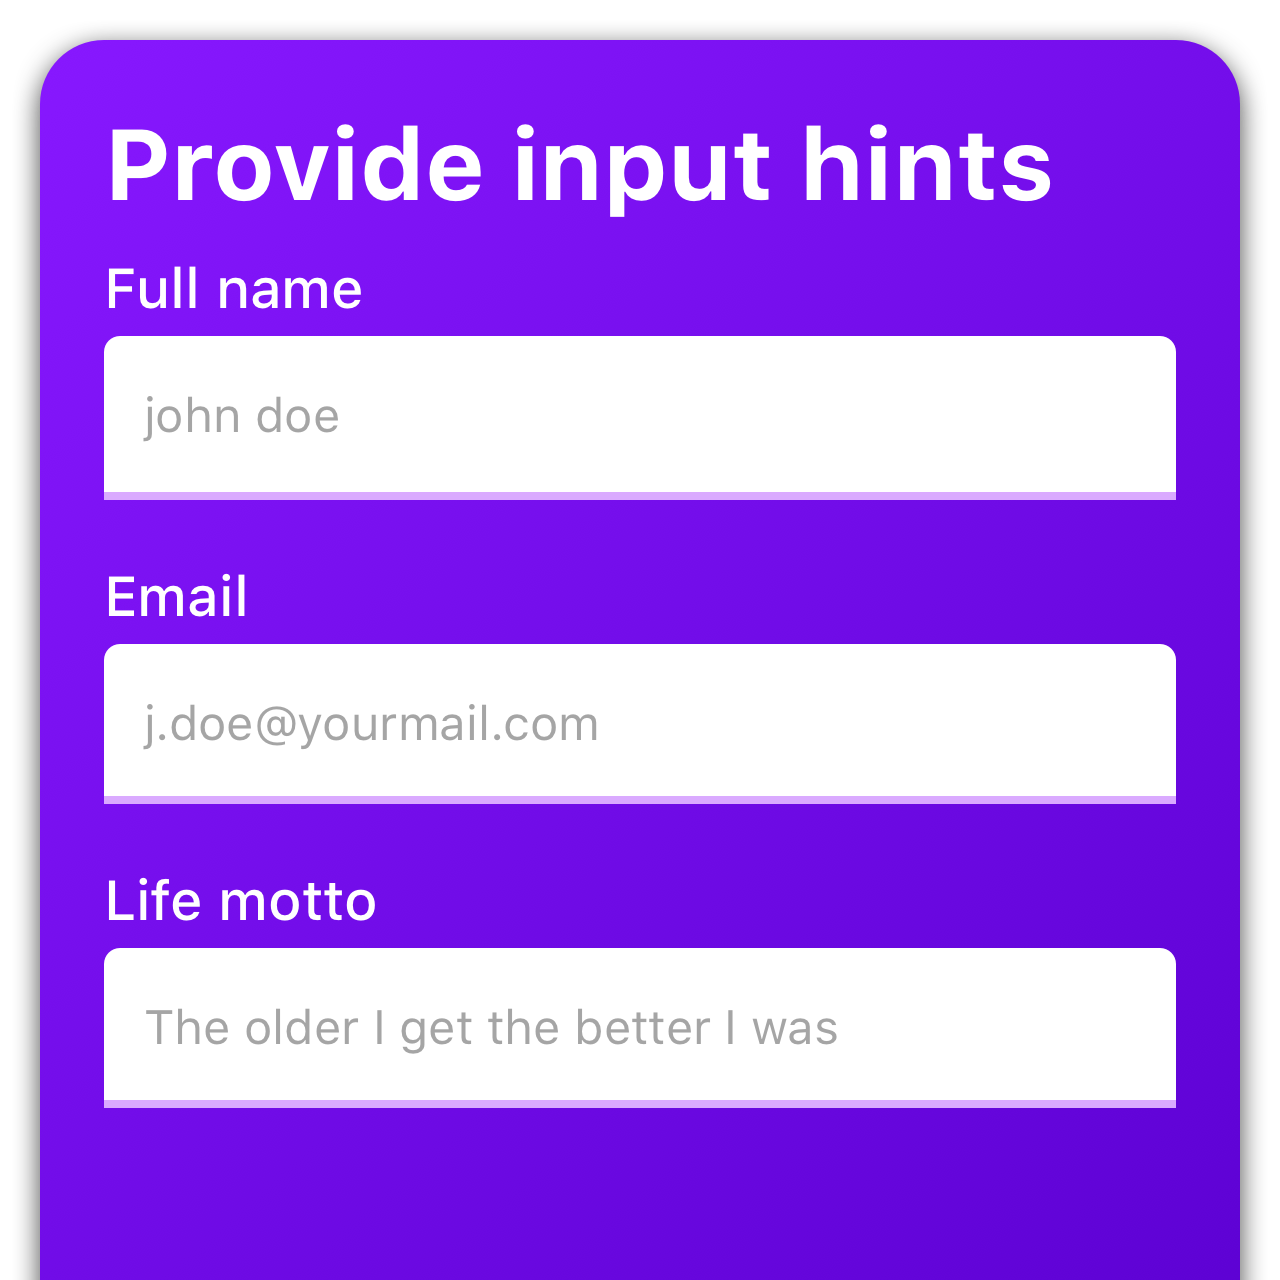 Provide input hints
Full name
john doe
Email
j.doe@yourmail.com
Life motto
The older I get the better I was